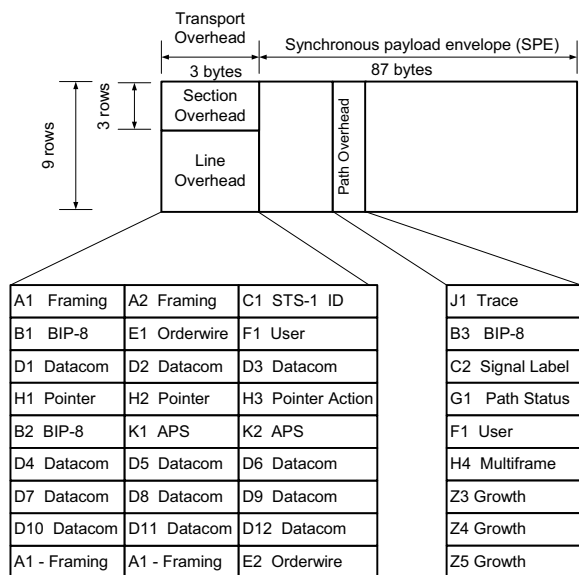 Transport
Overhead
Synchronous payload envelope (SPE)
3 bytes
87 bytes
9 rows
3 rows
Section
Overhead
Line
Overhead
Path Overhead
A1 Framing
A2 Framing
C1 STS-1 ID
B1 BIP-8
E1 Orderwire
F1 User
D1 Datacom
D2 Datacom
D3 Datacom
H1 Pointer
H2 Pointer
H3 Pointer Action
B2 BIP-8
K1 APS
K2 APS
D4 Datacom
D5 Datacom
D6 Datacom
D7 Datacom
D8 Datacom
D9 Datacom
D10 Datacom
D11 Datacom
D12 Datacom
A1 - Framing
A1 - Framing
E2 Orderwire
J1 Trace
B3 BIP-8
C2 Signal Label
G1 Path Status
F1 User
H4 Multiframe
Z3 Growth
Z4 Growth
Z5 Growth